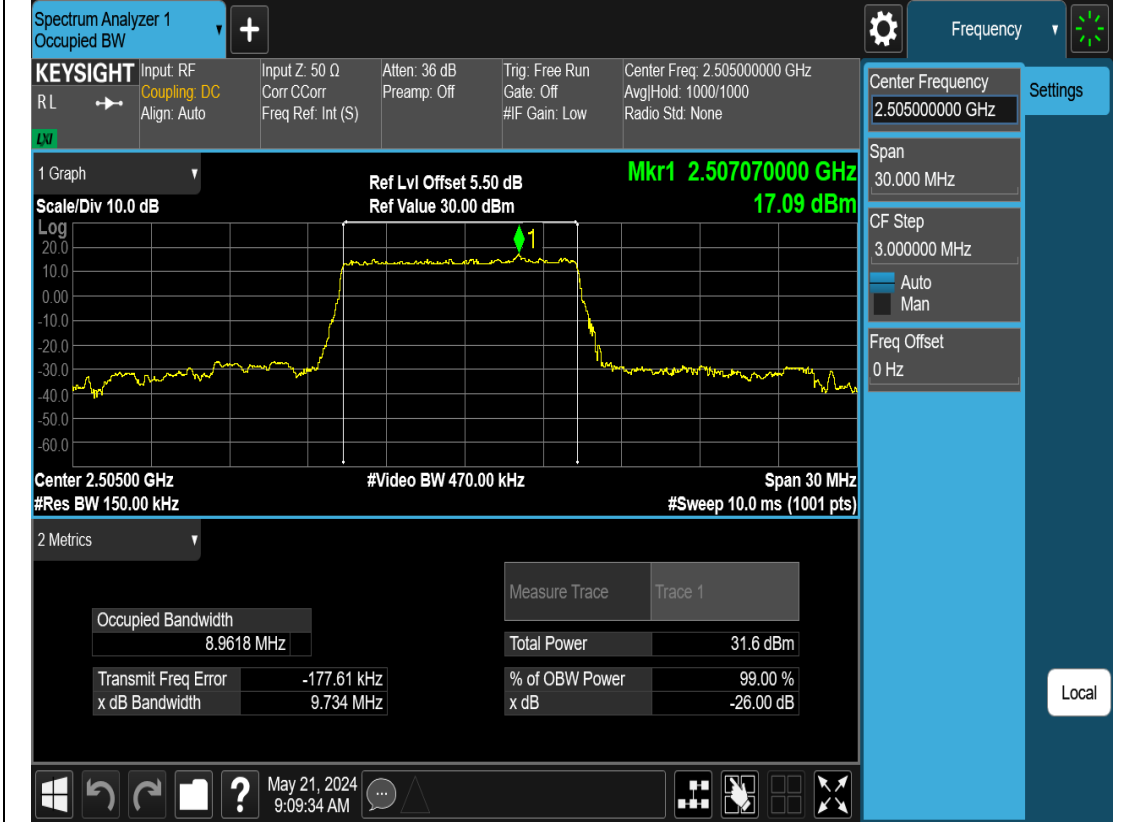 Spectrum Analyzer 1
Occupied BW
+
Frequency
KEYSIGHT
RL
LXI
Input: RF
Coupling: DC
Align: Auto
Input Z: 50 Ω
Corr CCorr
Freq Ref: Int (S)
Atten: 36 dB
Preamp: Off
Trig: Free Run
Gate: Off
#IF Gain: Low
Center Freq: 2.505000000 GHz
Avg|Hold: 1000/1000
Radio Std: None
Center Frequency
2.505000000 GHz
Settings
Span
30.000 MHz
CF Step
3.000000 MHz
Auto
Man
Freq Offset
0 Hz
Local
1 Graph
Scale/Div 10.0 dB
Ref Lvl Offset 5.50 dB
Ref Value 30.00 dBm
Mkr1 2.507070000 GHz
17.09 dBm
Log
1
20.0
10.0
0.00
-10.0
-20.0
-30.0
-40.0
-50.0
-60.0
Center 2.50500 GHz
#Res BW 150.00 kHz
#Video BW 470.00 kHz
Span 30 MHz
#Sweep 10.0 ms (1001 pts)
2 Metrics
Measure Trace Trace 1
Occupied Bandwidth
8.9618 MHz
Total Power 31.6 dBm
Transmit Freq Error -177.61 kHz
% of OBW Power 99.00 %
x dB Bandwidth 9.734 MHz
x dB -26.00 dB
?
May 21, 2024
9:09:34 AM